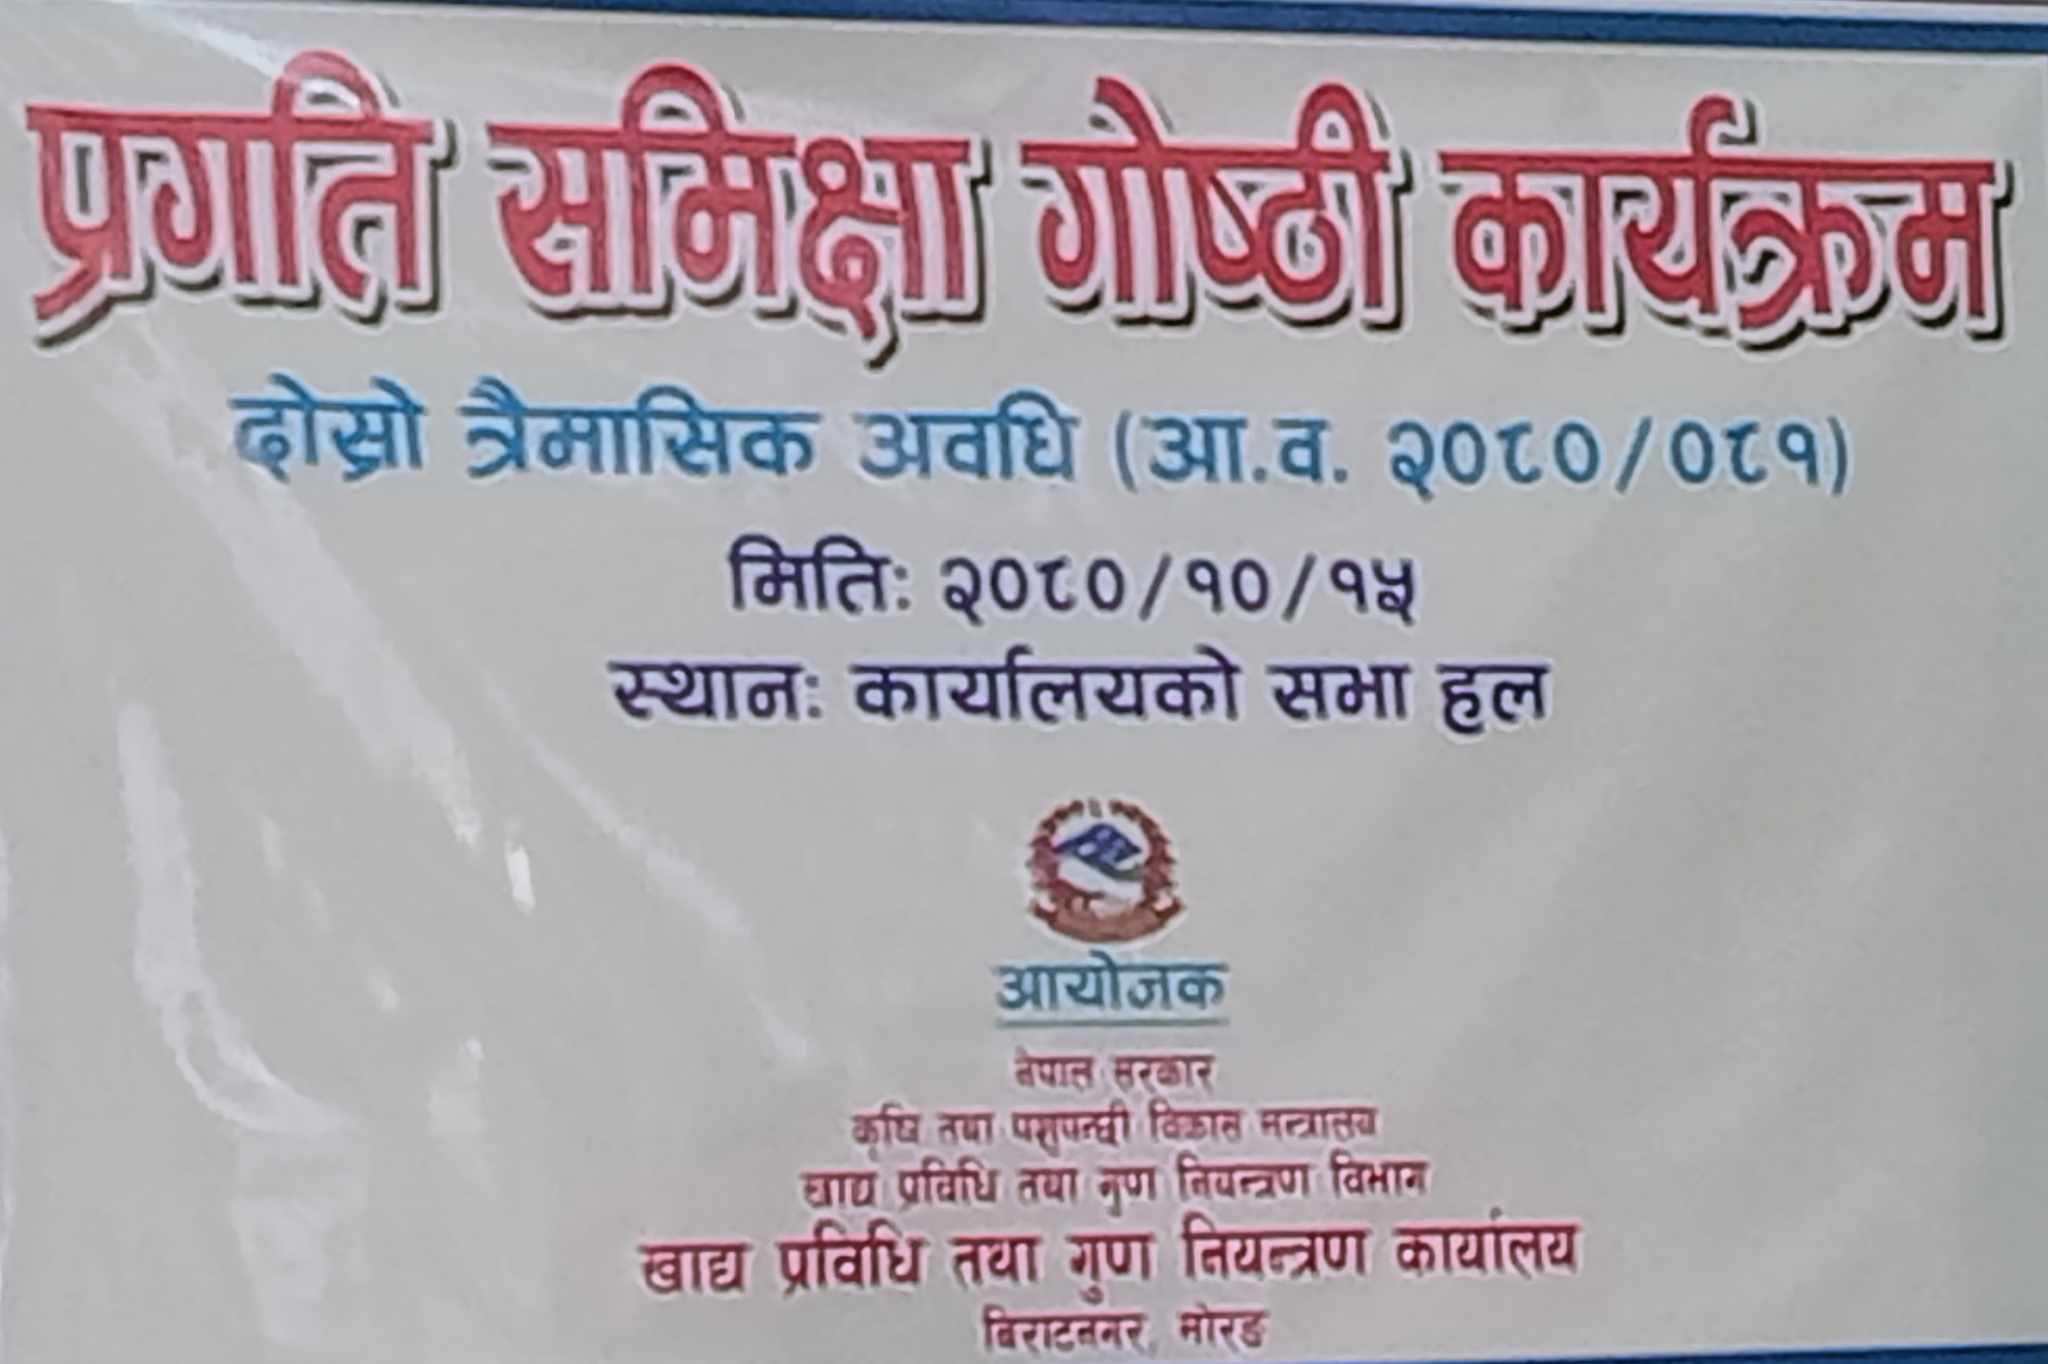 प्रगति समिक्षा गोष्ठी कार्यक्रम
दोस्रो त्रैमासिक अवधि (आ.व. २०८०/०८१)
मितिः २०८०/१०/१५
स्थानः कार्यालयको सभा हल
आयोजक
नेपाल सरकार
कृषि तथा पशुपन्छी विकास मन्त्रालय
खाद्य प्रविधि तथा गुण नियन्त्रण विभाग
खाद्य प्रविधि तथा गुण नियन्त्रण कार्यालय
विराटनगर, मोरङ